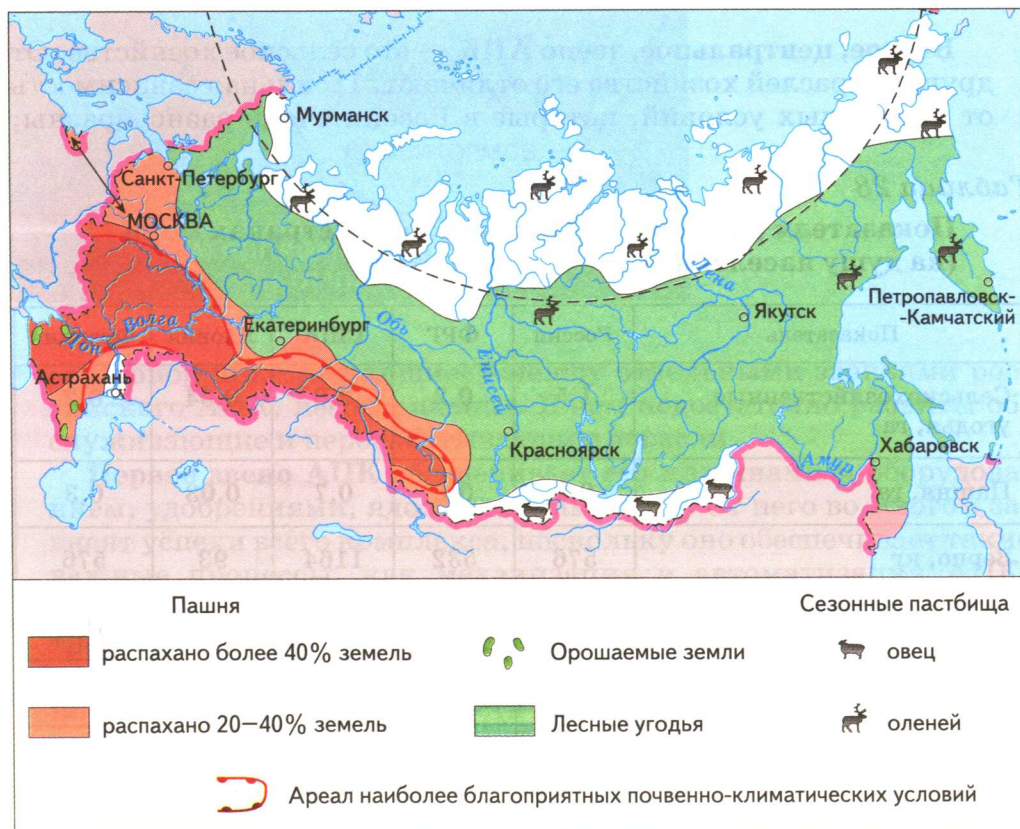 Мурманск
Санкт-Петербург
МОСКВА
Лена
Волга
Екатеринбург
Обь
Якутск
Петропавловск-
-Камчатский
Дон
Енисей
Астрахань
Красноярск
Амур
Хабаровск
Пашня
Сезонные пастбища
распахано более 40% земель
Орошаемые земли
овец
распахано 20—40% земель
Лесные угодья
оленей
Ареал наиболее благоприятных почвенно-климатических условий